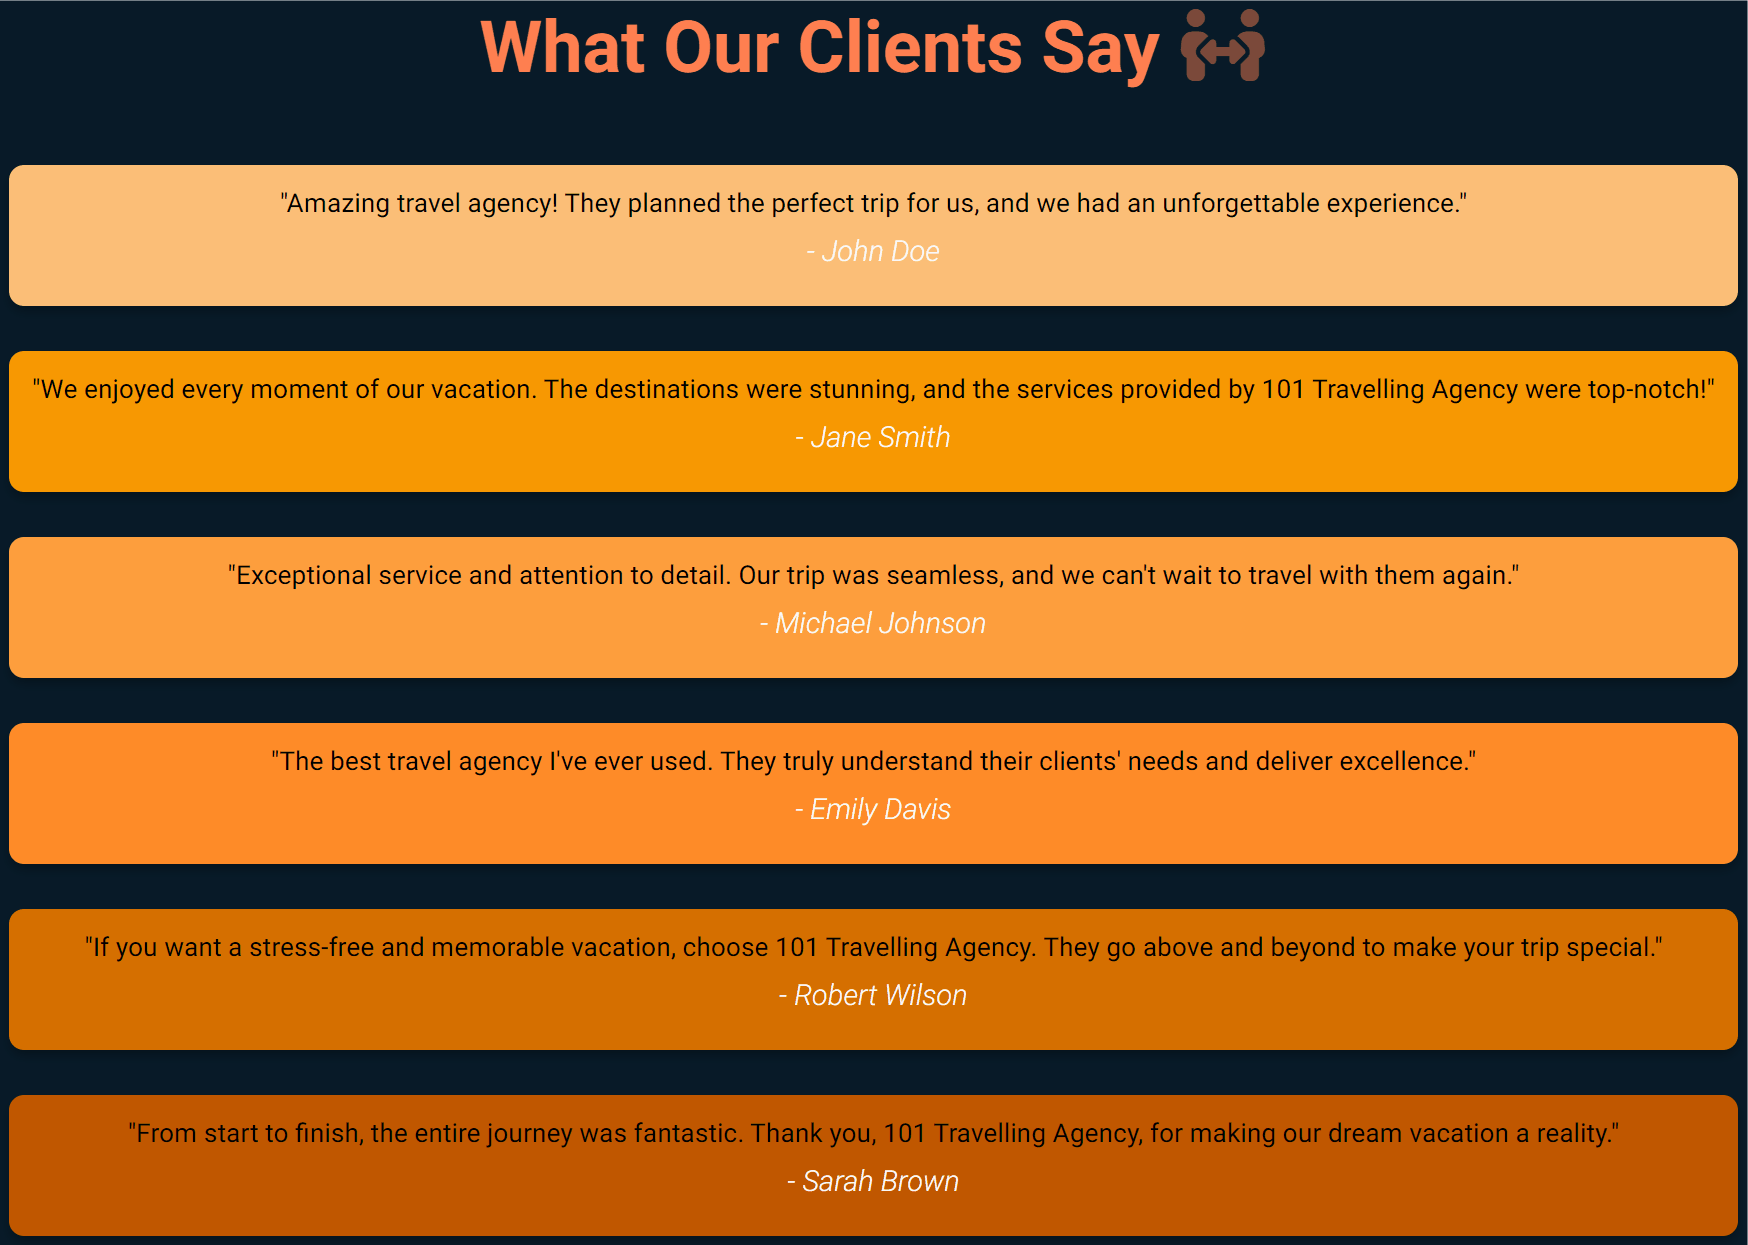 What Our Clients Say
"Amazing travel agency! They planned the perfect trip for us, and we had an unforgettable experience."
- John Doe
"We enjoyed every moment of our vacation. The destinations were stunning, and the services provided by 101 Travelling Agency were top-notch!"
- Jane Smith
"Exceptional service and attention to detail. Our trip was seamless, and we can't wait to travel with them again."
- Michael Johnson
"The best travel agency I've ever used. They truly understand their clients' needs and deliver excellence."
- Emily Davis
"If you want a stress-free and memorable vacation, choose 101 Travelling Agency. They go above and beyond to make your trip special."
- Robert Wilson
"From start to finish, the entire journey was fantastic. Thank you, 101 Travelling Agency, for making our dream vacation a reality."
- Sarah Brown